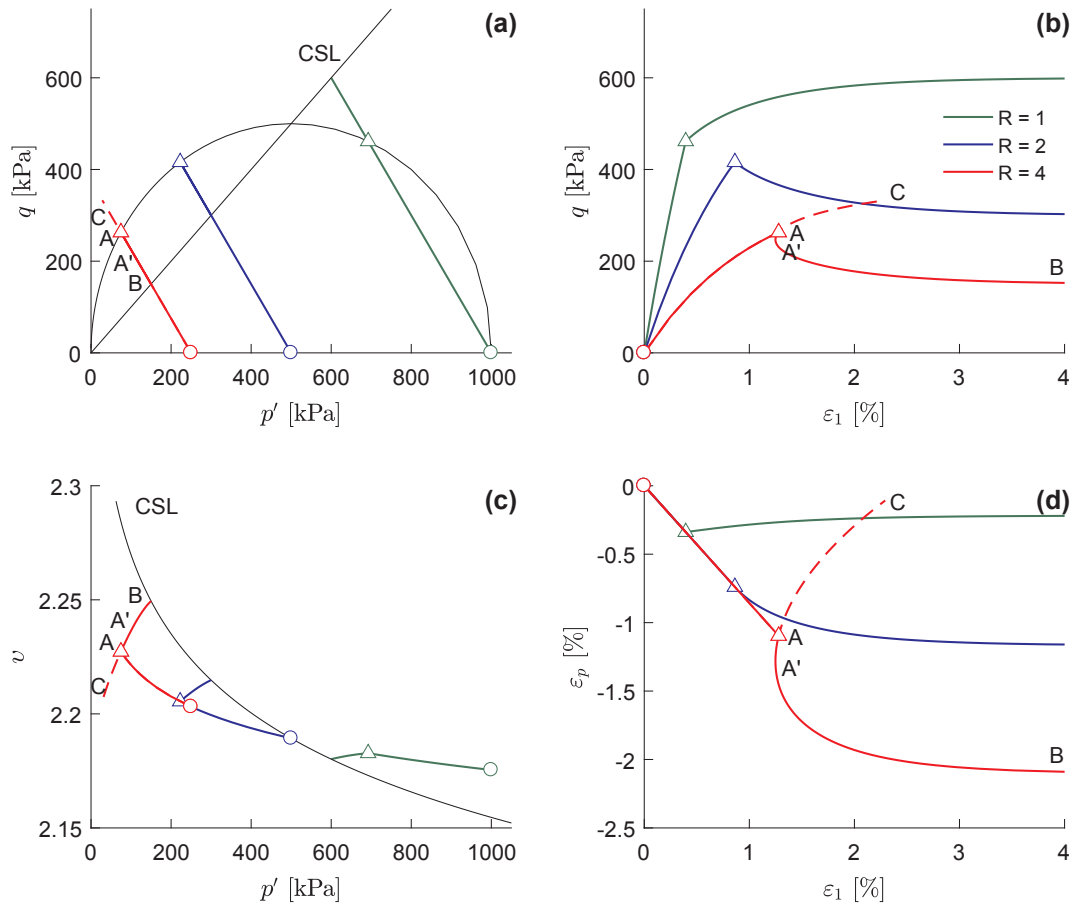 (a)
CSL
600
400
200
0
q [kPa]
C
A
A'
B
0 200 400 600 800 1000
p′ [kPa]
(b)
600
400
200
0
q [kPa]
R = 1
R = 2
R = 4
C
A
A'
B
0 1 2 3 4
ε₁ [%]
(c)
CSL
2.3
2.25
2.2
2.15
υ
B
A'
A
C
0 200 400 600 800 1000
p′ [kPa]
(d)
0
-0.5
-1
-1.5
-2
-2.5
εₚ [%]
C
A
A'
B
0 1 2 3 4
ε₁ [%]